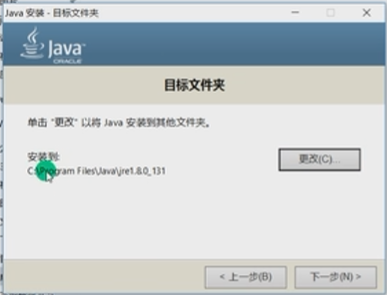 Java 安装 - 目标文件夹
Java
ORACLE
目标文件夹
单击 "更改" 以将 Java 安装到其他文件夹。
安装到:
更改(C)...
C:\Program Files\Java\jre1.8.0_131
< 上一步(B)
下一步(N) >